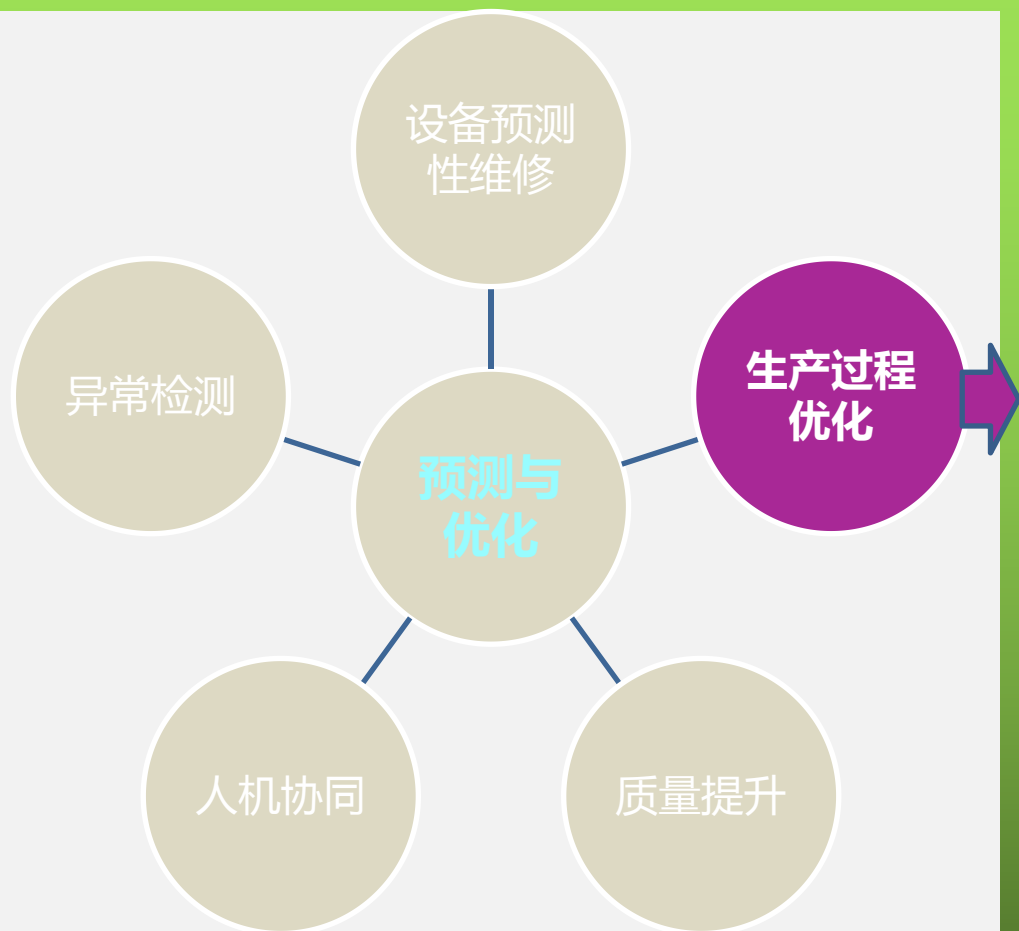 设备预测
性维修
异常检测
生产过程
优化
预测与
优化
人机协同
质量提升